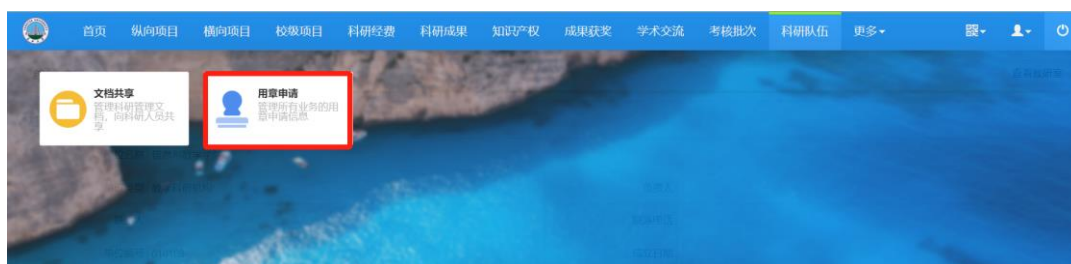 首页 纵向项目 横向项目 校级项目 科研经费 科研成果 知识产权 成果获奖 学术交流 考核批次 科研队伍 更多
文档共享
管理科研管理文
档，向科研人员共
享
用章申请
管理所有业务的用
章申请信息